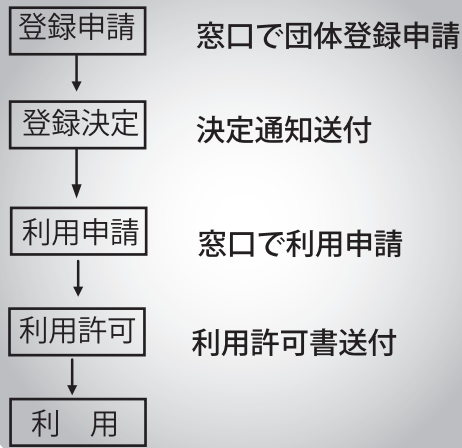 登録申請 窓口で団体登録申請
登録決定 決定通知送付
利用申請 窓口で利用申請
利用許可 利用許可書送付
利 用